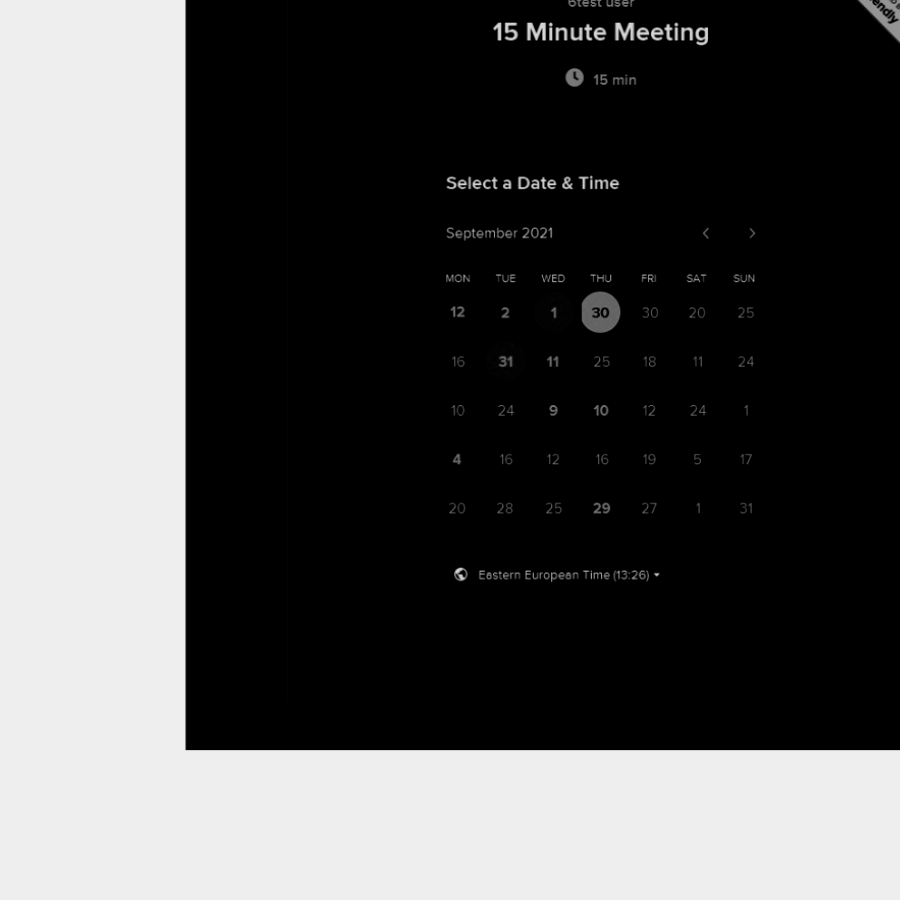 6test user
15 Minute Meeting
15 min
Select a Date & Time
September 2021
MON TUE WED THU FRI SAT SUN
12 2 1 30 30 20 25
16 31 11 25 18 11 24
10 24 9 10 12 24 1
4 16 12 16 19 5 17
20 28 25 29 27 1 31
Eastern European Time (13:26)